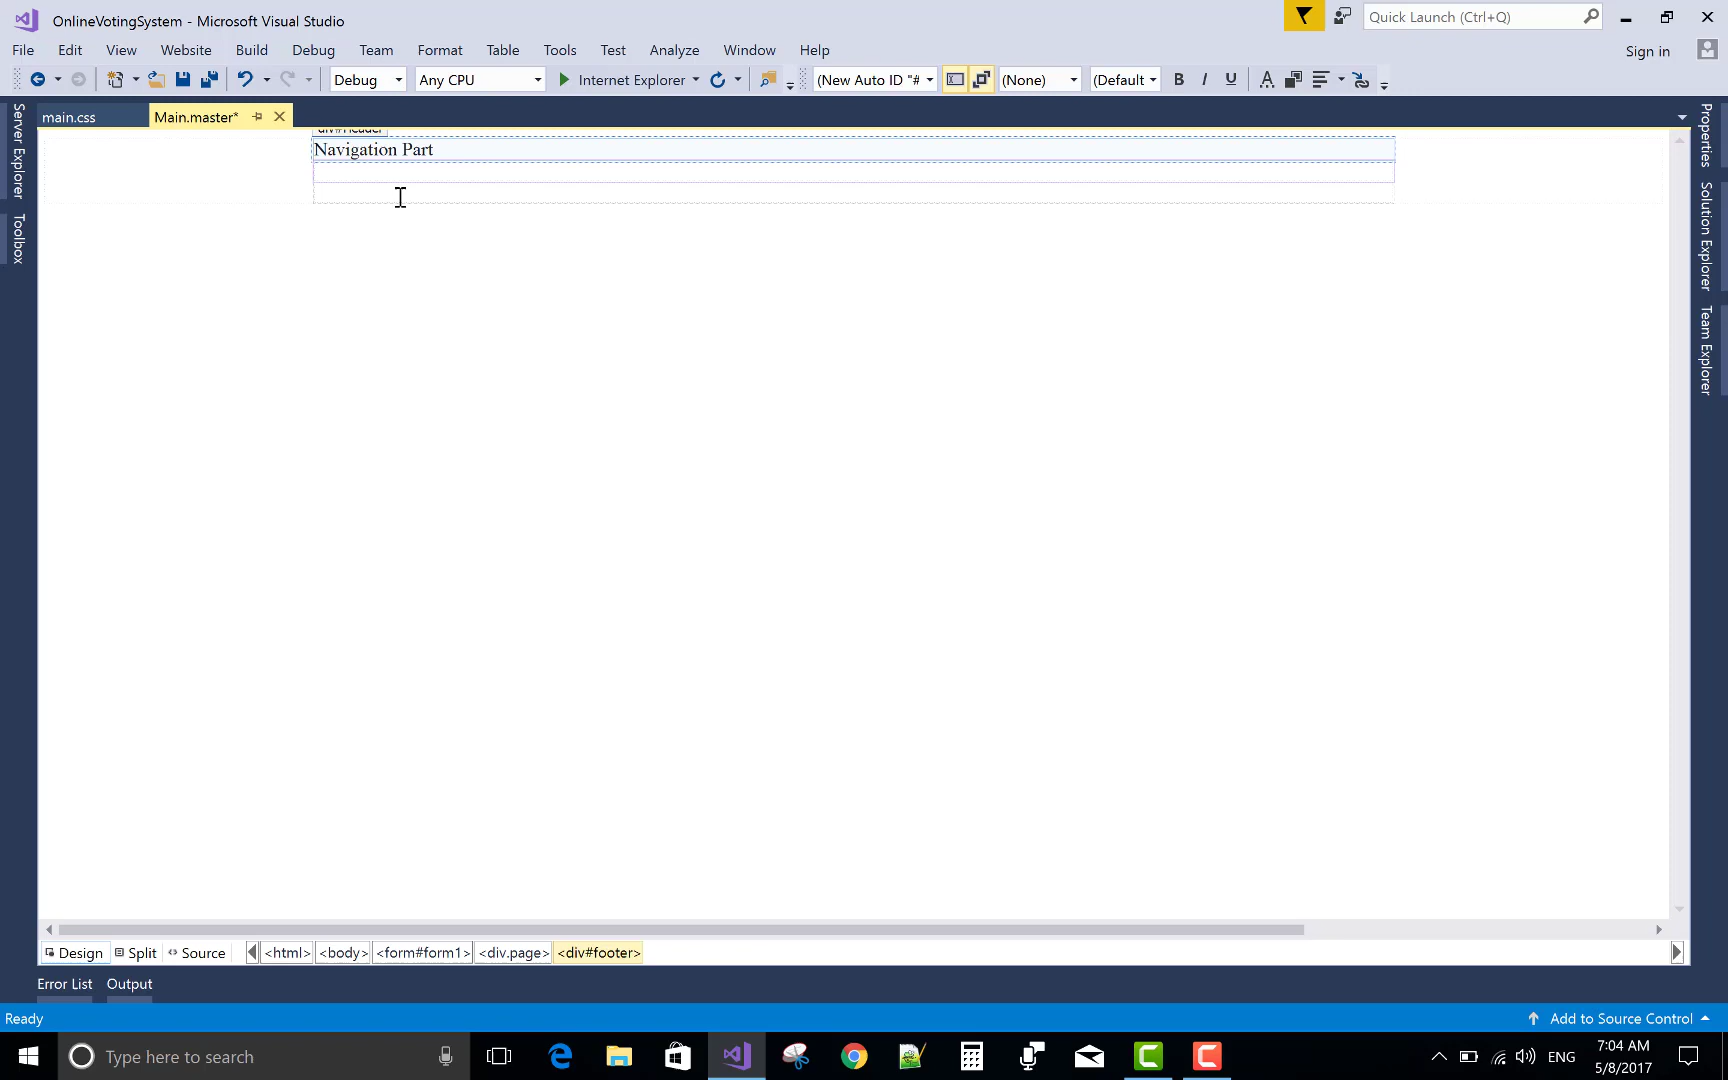 OnlineVotingSystem - Microsoft Visual Studio
Quick Launch (Ctrl+Q)
File Edit View Website Build Debug Team Format Table Tools Test Analyze Window Help
Sign in
Debug Any CPU Internet Explorer (New Auto ID "# (None) (Default B I U A
main.css Main.master*
Server Explorer
Toolbox
div#Header
Navigation Part
Properties
Solution Explorer
Team Explorer
Design Split Source <html> <body> <form#form1> <div.page> <div#footer>
Error List Output
Ready
Add to Source Control
Type here to search
ENG
7:04 AM
5/8/2017